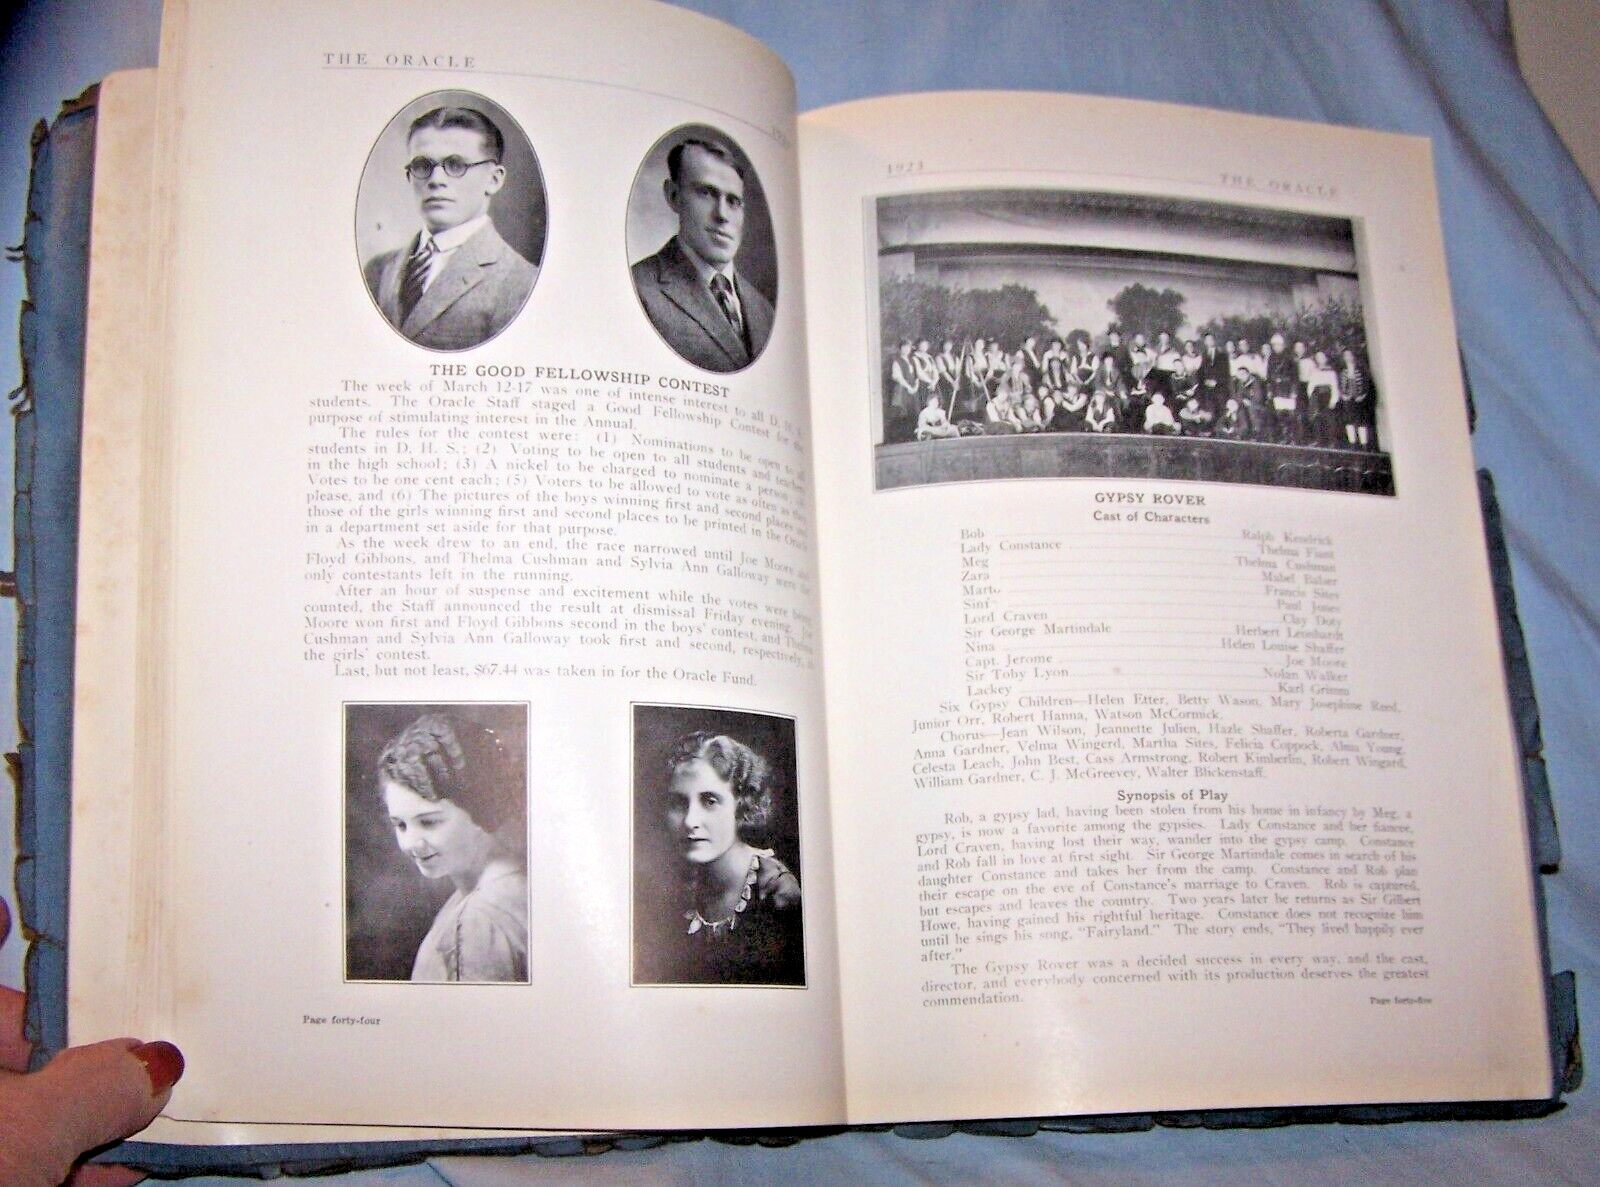 THE ORACLE
THE GOOD FELLOWSHIP CONTEST
The week of March 12-17 was one of intense interest to all D. H. S.
students. The Oracle Staff staged a Good Fellowship Contest for the
purpose of stimulating interest in the Annual.
The rules for the contest were: (1) Nominations to be open to all
students in D. H. S.; (2) Voting to be open to all students and teachers
in the high school; (3) A nickel to be charged to nominate a person;
Votes to be one cent each; (5) Voters to be allowed to vote as often as they
please, and (6) The pictures of the boys winning first and second places and
those of the girls winning first and second places to be printed in the Oracle
in a department set aside for that purpose.
As the week drew to an end, the race narrowed until Joe Moore and
Floyd Gibbons, and Thelma Cushman and Sylvia Ann Galloway were the
only contestants left in the running.
After an hour of suspense and excitement while the votes were being
counted, the Staff announced the result at dismissal Friday evening. Joe
Moore won first and Floyd Gibbons second in the boys' contest, and Thelma
Cushman and Sylvia Ann Galloway took first and second, respectively, in
the girls' contest.
Last, but not least, $67.44 was taken in for the Oracle Fund.
Page forty-four
1923 THE ORACLE
GYPSY ROVER
Cast of Characters
Bob Ralph Kendrick
Lady Constance Thelma Fiant
Meg Thelma Cushman
Zara Mabel Balser
Marto Francis Sites
Sinf Paul Jones
Lord Craven Clay Doty
Sir George Martindale Herbert Leonhardt
Nina Helen Louise Shaffer
Capt. Jerome Joe Moore
Sir Toby Lyon Nolan Walker
Lackey Karl Grimm
Six Gypsy Children—Helen Etter, Betty Wason, Mary Josephine Reed,
Junior Orr, Robert Hanna, Watson McCormick.
Chorus—Jean Wilson, Jeannette Julien, Hazle Shaffer, Roberta Gardner,
Anna Gardner, Velma Wingerd, Martha Sites, Felicia Coppock, Alma Young,
Celesta Leach, John Best, Cass Armstrong, Robert Kimberlin, Robert Wingard,
William Gardner, C. J. McGreevey, Walter Blickenstaff.
Synopsis of Play
Rob, a gypsy lad, having been stolen from his home in infancy by Meg, a
gypsy, is now a favorite among the gypsies. Lady Constance and her fiancee,
Lord Craven, having lost their way, wander into the gypsy camp. Constance
and Rob fall in love at first sight. Sir George Martindale comes in search of his
daughter Constance and takes her from the camp. Constance and Rob plan
their escape on the eve of Constance's marriage to Craven. Rob is captured,
but escapes and leaves the country. Two years later he returns as Sir Gilbert
Howe, having gained his rightful heritage. Constance does not recognize him
until he sings his song, "Fairyland." The story ends, "They lived happily ever
after."
The Gypsy Rover was a decided success in every way, and the cast,
director, and everybody concerned with its production deserves the greatest
commendation.
Page forty-five